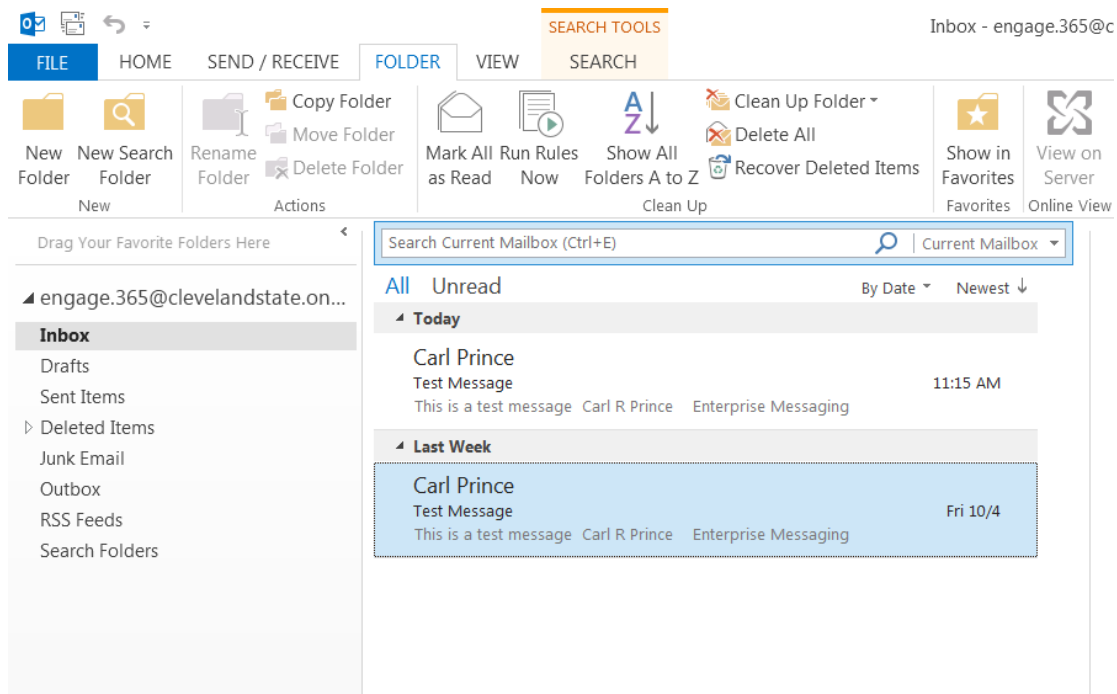 SEARCH TOOLS
Inbox - engage.365@c
FILE HOME SEND / RECEIVE FOLDER VIEW SEARCH
New Folder
New Search Folder
Rename Folder
Copy Folder
Move Folder
Delete Folder
Mark All as Read
Run Rules Now
Show All Folders A to Z
Clean Up Folder
Delete All
Recover Deleted Items
Show in Favorites
View on Server
New
Actions
Clean Up
Favorites
Online View
Drag Your Favorite Folders Here
engage.365@clevelandstate.on...
Inbox
Drafts
Sent Items
Deleted Items
Junk Email
Outbox
RSS Feeds
Search Folders
Search Current Mailbox (Ctrl+E)
Current Mailbox
All Unread
By Date Newest
Today
Carl Prince
Test Message
11:15 AM
This is a test message Carl R Prince Enterprise Messaging
Last Week
Carl Prince
Test Message
Fri 10/4
This is a test message Carl R Prince Enterprise Messaging